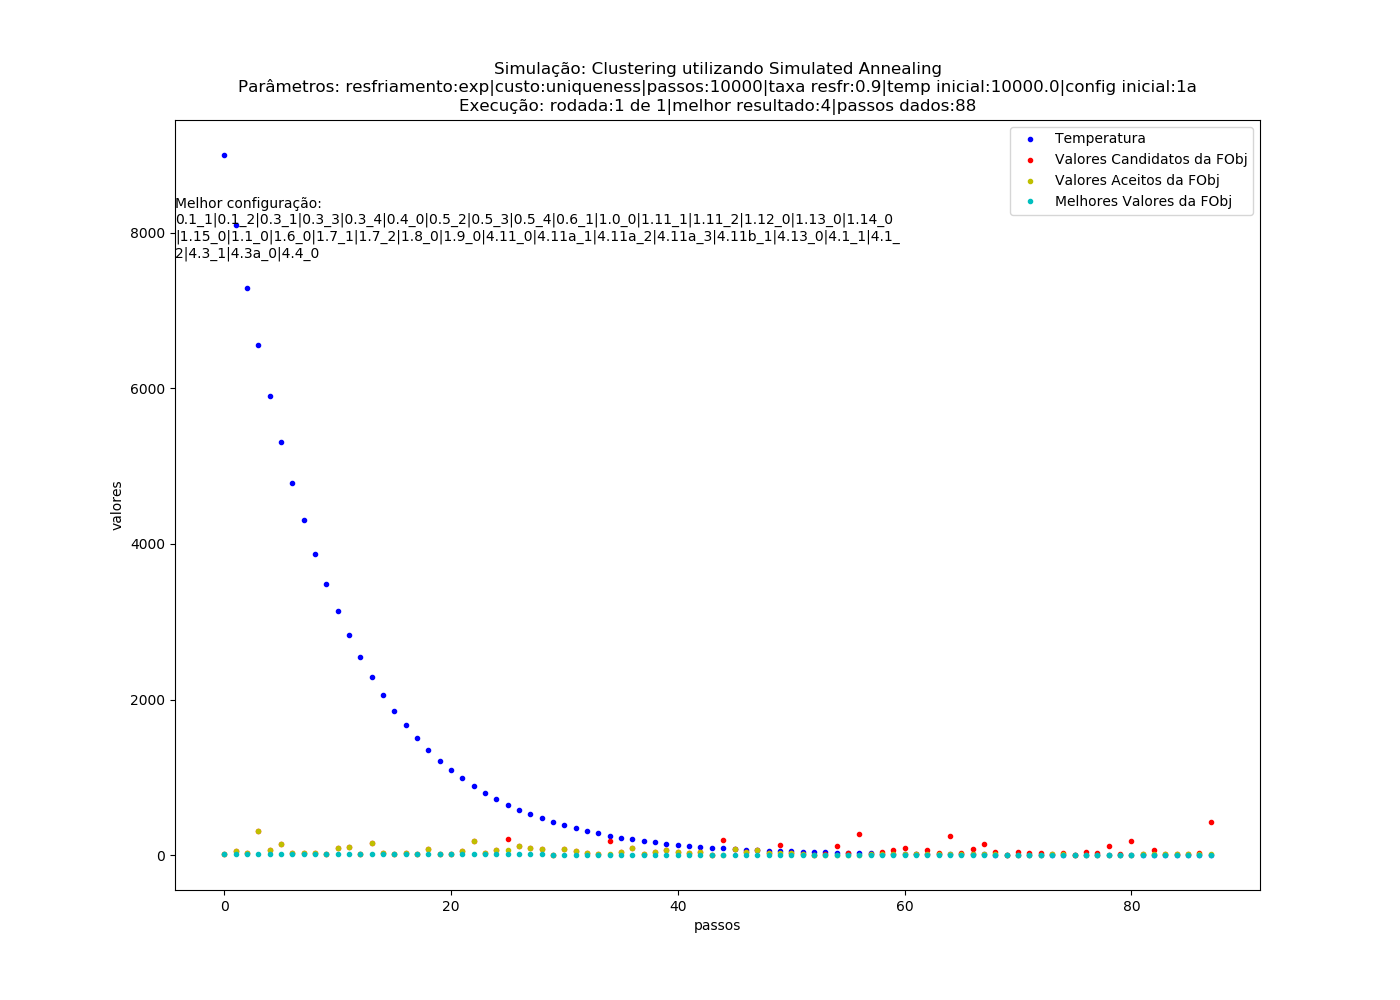 Simulação: Clustering utilizando Simulated Annealing
Parâmetros: resfriamento:exp|custo:uniqueness|passos:10000|taxa resfr:0.9|temp inicial:10000.0|config inicial:1a
Execução: rodada:1 de 1|melhor resultado:4|passos dados:88
Temperatura
Valores Candidatos da FObj
Valores Aceitos da FObj
Melhores Valores da FObj
Melhor configuração:
0.1_1|0.1_2|0.3_1|0.3_3|0.3_4|0.4_0|0.5_2|0.5_3|0.5_4|0.6_1|1.0_0|1.11_1|1.11_2|1.12_0|1.13_0|1.14_0
|1.15_0|1.1_0|1.6_0|1.7_1|1.7_2|1.8_0|1.9_0|4.11_0|4.11a_1|4.11a_2|4.11a_3|4.11b_1|4.13_0|4.1_1|4.1_
2|4.3_1|4.3a_0|4.4_0
8000
6000
4000
2000
0
valores
0 20 40 60 80
passos